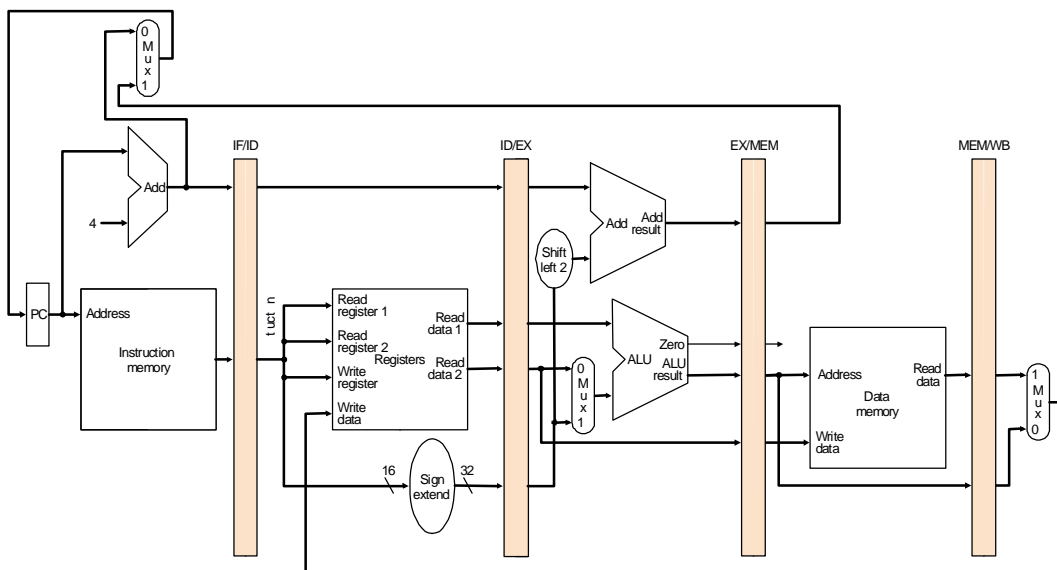 0
M
u
x
1
IF/ID
ID/EX
EX/MEM
MEM/WB
Add
4
Add
Add
result
Shift
left 2
PC
Address
Instruction
memory
Read
register 1
Read
register 2
Write
register
Write
data
Registers
Read
data 1
Read
data 2
0
M
u
x
1
Zero
ALU
ALU
result
Address
Read
data
Data
memory
Write
data
1
M
u
x
0
16
Sign
extend
32